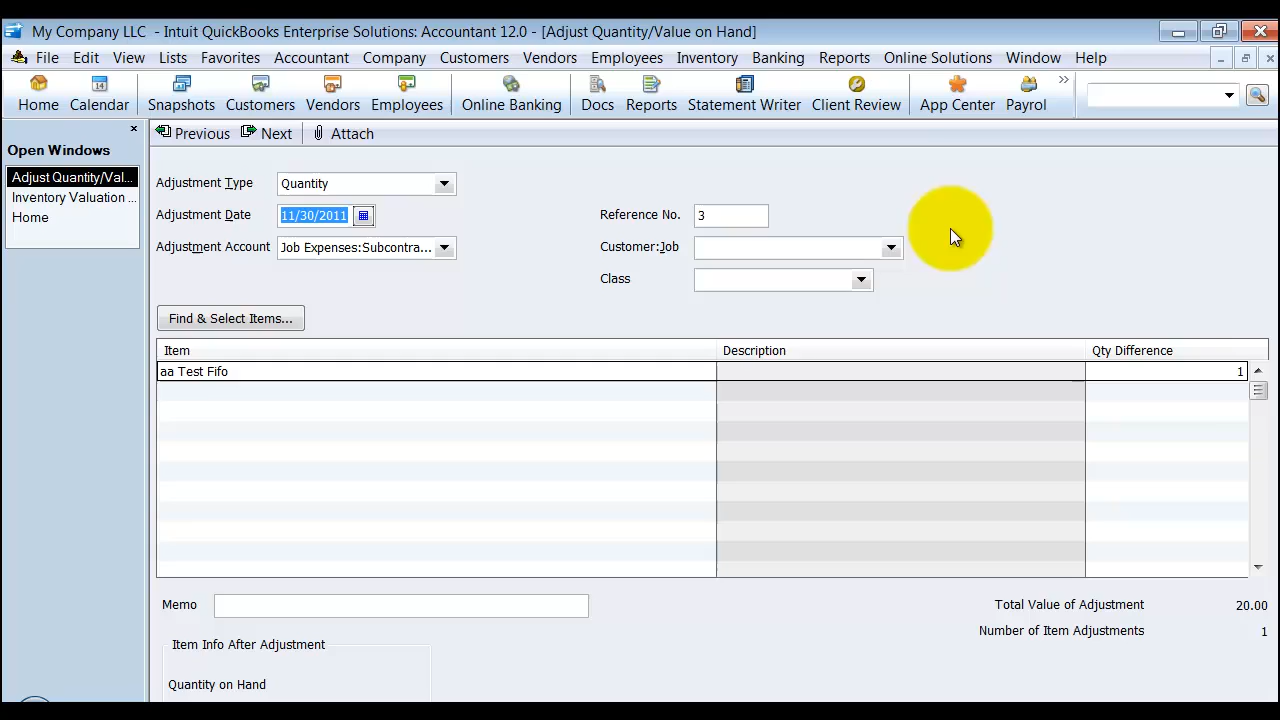 My Company LLC - Intuit QuickBooks Enterprise Solutions: Accountant 12.0 - [Adjust Quantity/Value on Hand]
File Edit View Lists Favorites Accountant Company Customers Vendors Employees Inventory Banking Reports Online Solutions Window Help
Home Calendar Snapshots Customers Vendors Employees Online Banking Docs Reports Statement Writer Client Review App Center Payrol
Open Windows
Adjust Quantity/Val...
Inventory Valuation ...
Home
Previous Next Attach
Adjustment Type Quantity
Adjustment Date 11/30/2011 Reference No. 3
Adjustment Account Job Expenses:Subcontra... Customer:Job
Class
Find & Select Items...
Item Description Qty Difference
aa Test Fifo 1
Memo Total Value of Adjustment 20.00
Number of Item Adjustments 1
Item Info After Adjustment
Quantity on Hand